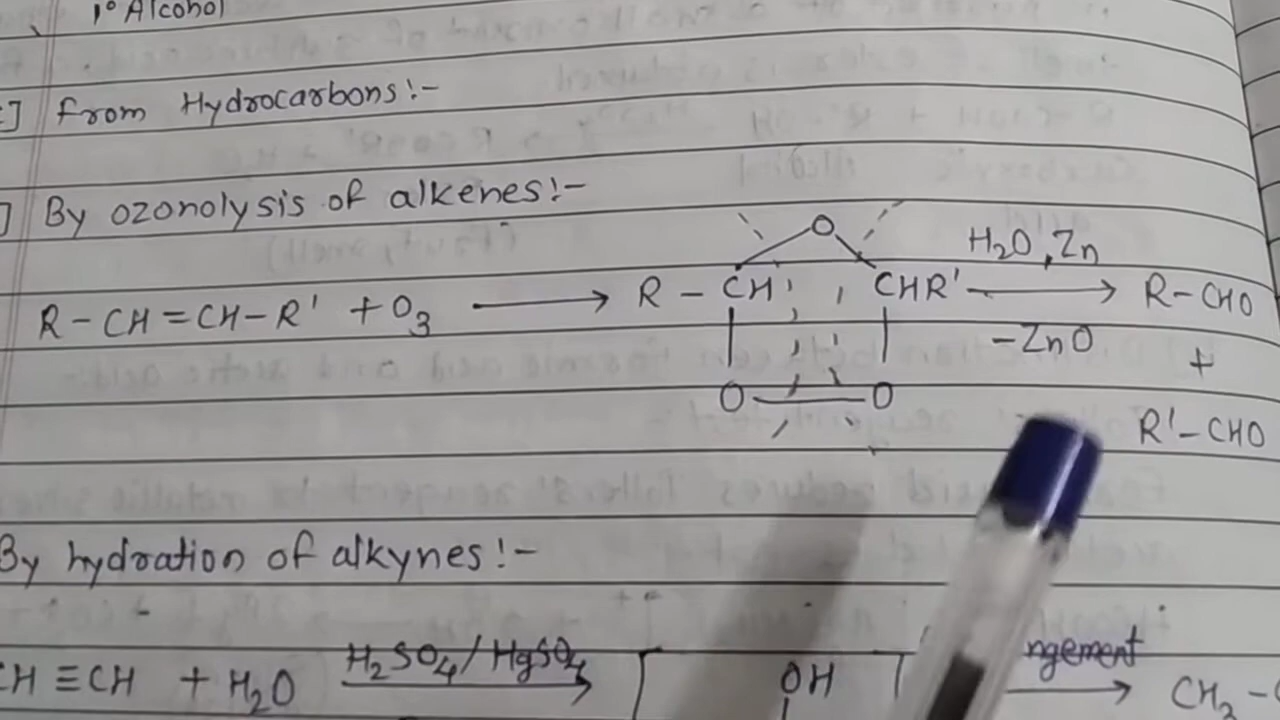 1° Alcohol
] From Hydrocarbons:-
] By ozonolysis of alkenes:-
R - CH = CH - R' + O3 ⟶ R - CH CHR' ⟶ R - CHO
O
H2O, Zn
- ZnO
+
O O
R' - CHO
By hydration of alkynes:-
CH ≡ CH + H2O ⟶ CH3 -
H2SO4 / HgSO4
OH
ngement